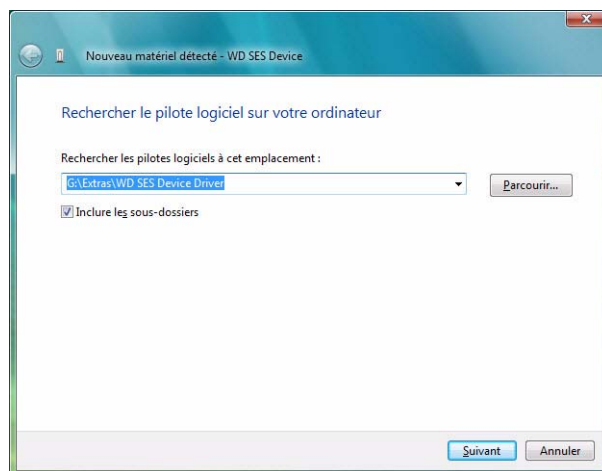 Nouveau matériel détecté - WD SES Device
Rechercher le pilote logiciel sur votre ordinateur
Rechercher les pilotes logiciels à cet emplacement :
G:\Extras\WD SES Device Driver
Parcourir...
Inclure les sous-dossiers
Suivant
Annuler